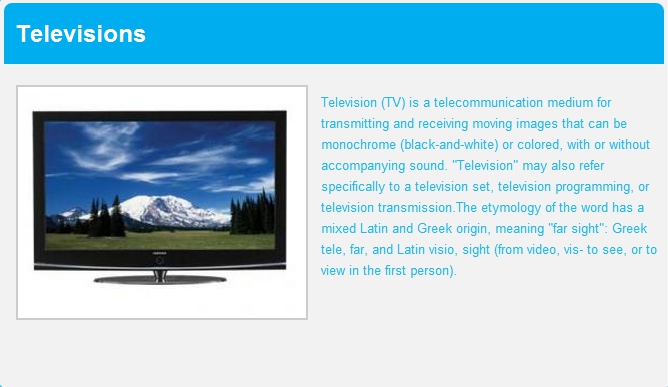 Televisions
Television (TV) is a telecommunication medium for
transmitting and receiving moving images that can be
monochrome (black-and-white) or colored, with or without
accompanying sound. "Television" may also refer
specifically to a television set, television programming, or
television transmission.The etymology of the word has a
mixed Latin and Greek origin, meaning "far sight": Greek
tele, far, and Latin visio, sight (from video, vis- to see, or to
view in the first person).